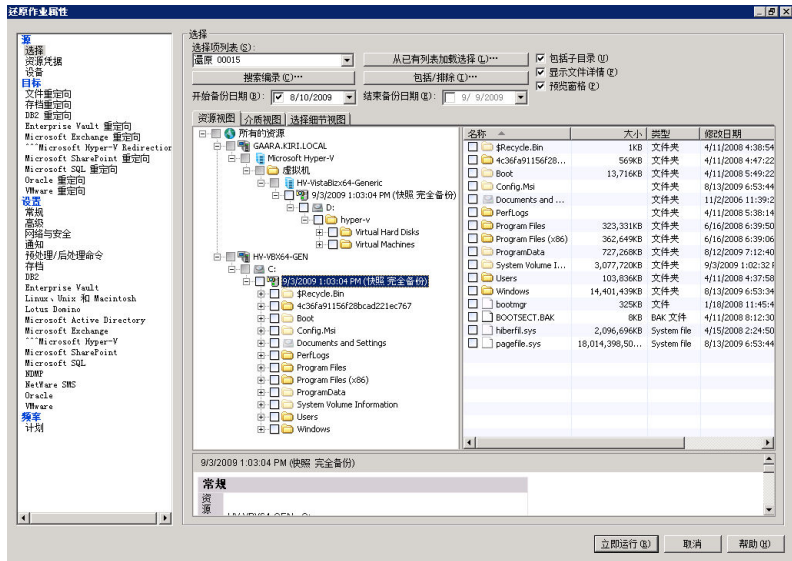 还原作业属性
源
选择
资源凭据
设备
目标
文件重定向
存档重定向
DB2 重定向
Enterprise Vault 重定向
Microsoft Exchange 重定向
```Microsoft Hyper-V Redirection
Microsoft SharePoint 重定向
Microsoft SQL 重定向
Oracle 重定向
VMware 重定向
设置
常规
高级
网络与安全
通知
预处理/后处理命令
存档
DB2
Enterprise Vault
Linux、Unix 和 Macintosh
Lotus Domino
Microsoft Active Directory
Microsoft Exchange
```Microsoft Hyper-V
Microsoft SharePoint
Microsoft SQL
NDMP
NetWare SMS
Oracle
VMware
频率
计划
选择
选择项列表(S):
還原 00015
从已有列表加载选择(L)…
包括子目录(U)
搜索编录(C)…
包括/排除(I)…
显示文件详情(F)
预览窗格(P)
开始备份日期(B): 8/10/2009
结束备份日期(E): 9/ 9/2009
资源视图 介质视图 选择细节视图
所有的资源
GAARA.KIRI.LOCAL
Microsoft Hyper-V
虚拟机
HV-VistaBizx64-Generic
9/3/2009 1:03:04 PM (快照 完全备份)
D:
hyper-v
Virtual Hard Disks
Virtual Machines
HV-VBX64-GEN
C:
9/3/2009 1:03:04 PM (快照 完全备份)
$Recycle.Bin
4c36fa91156f28bcad221ec767
Boot
Config.Msi
Documents and Settings
PerfLogs
Program Files
Program Files (x86)
ProgramData
System Volume Information
Users
Windows
名称 大小 类型 修改日期
$Recycle.Bin 1KB 文件夹 4/11/2008 4:38:54
4c36fa91156f28... 569KB 文件夹 4/11/2008 4:47:22
Boot 13,716KB 文件夹 4/11/2008 5:49:22
Config.Msi 文件夹 8/13/2009 6:53:44
Documents and ... 文件夹 11/2/2006 11:39:2
PerfLogs 文件夹 4/11/2008 5:38:14
Program Files 323,331KB 文件夹 6/16/2008 6:39:50
Program Files (x86) 362,649KB 文件夹 6/16/2008 6:39:06
ProgramData 727,268KB 文件夹 8/12/2009 7:12:40
System Volume I... 3,077,720KB 文件夹 9/3/2009 1:02:32
Users 103,836KB 文件夹 4/11/2008 4:37:58
Windows 14,401,439KB 文件夹 8/13/2009 6:53:34
bootmgr 325KB 文件 1/18/2008 11:45:4
BOOTSECT.BAK 8KB BAK 文件 4/11/2008 8:12:30
hiberfil.sys 2,096,696KB System file 4/15/2008 2:24:50
pagefile.sys 18,014,398,50... System file 8/13/2009 6:53:44
9/3/2009 1:03:04 PM (快照 完全备份)
常规
资源
立即运行(R)
取消
帮助(H)